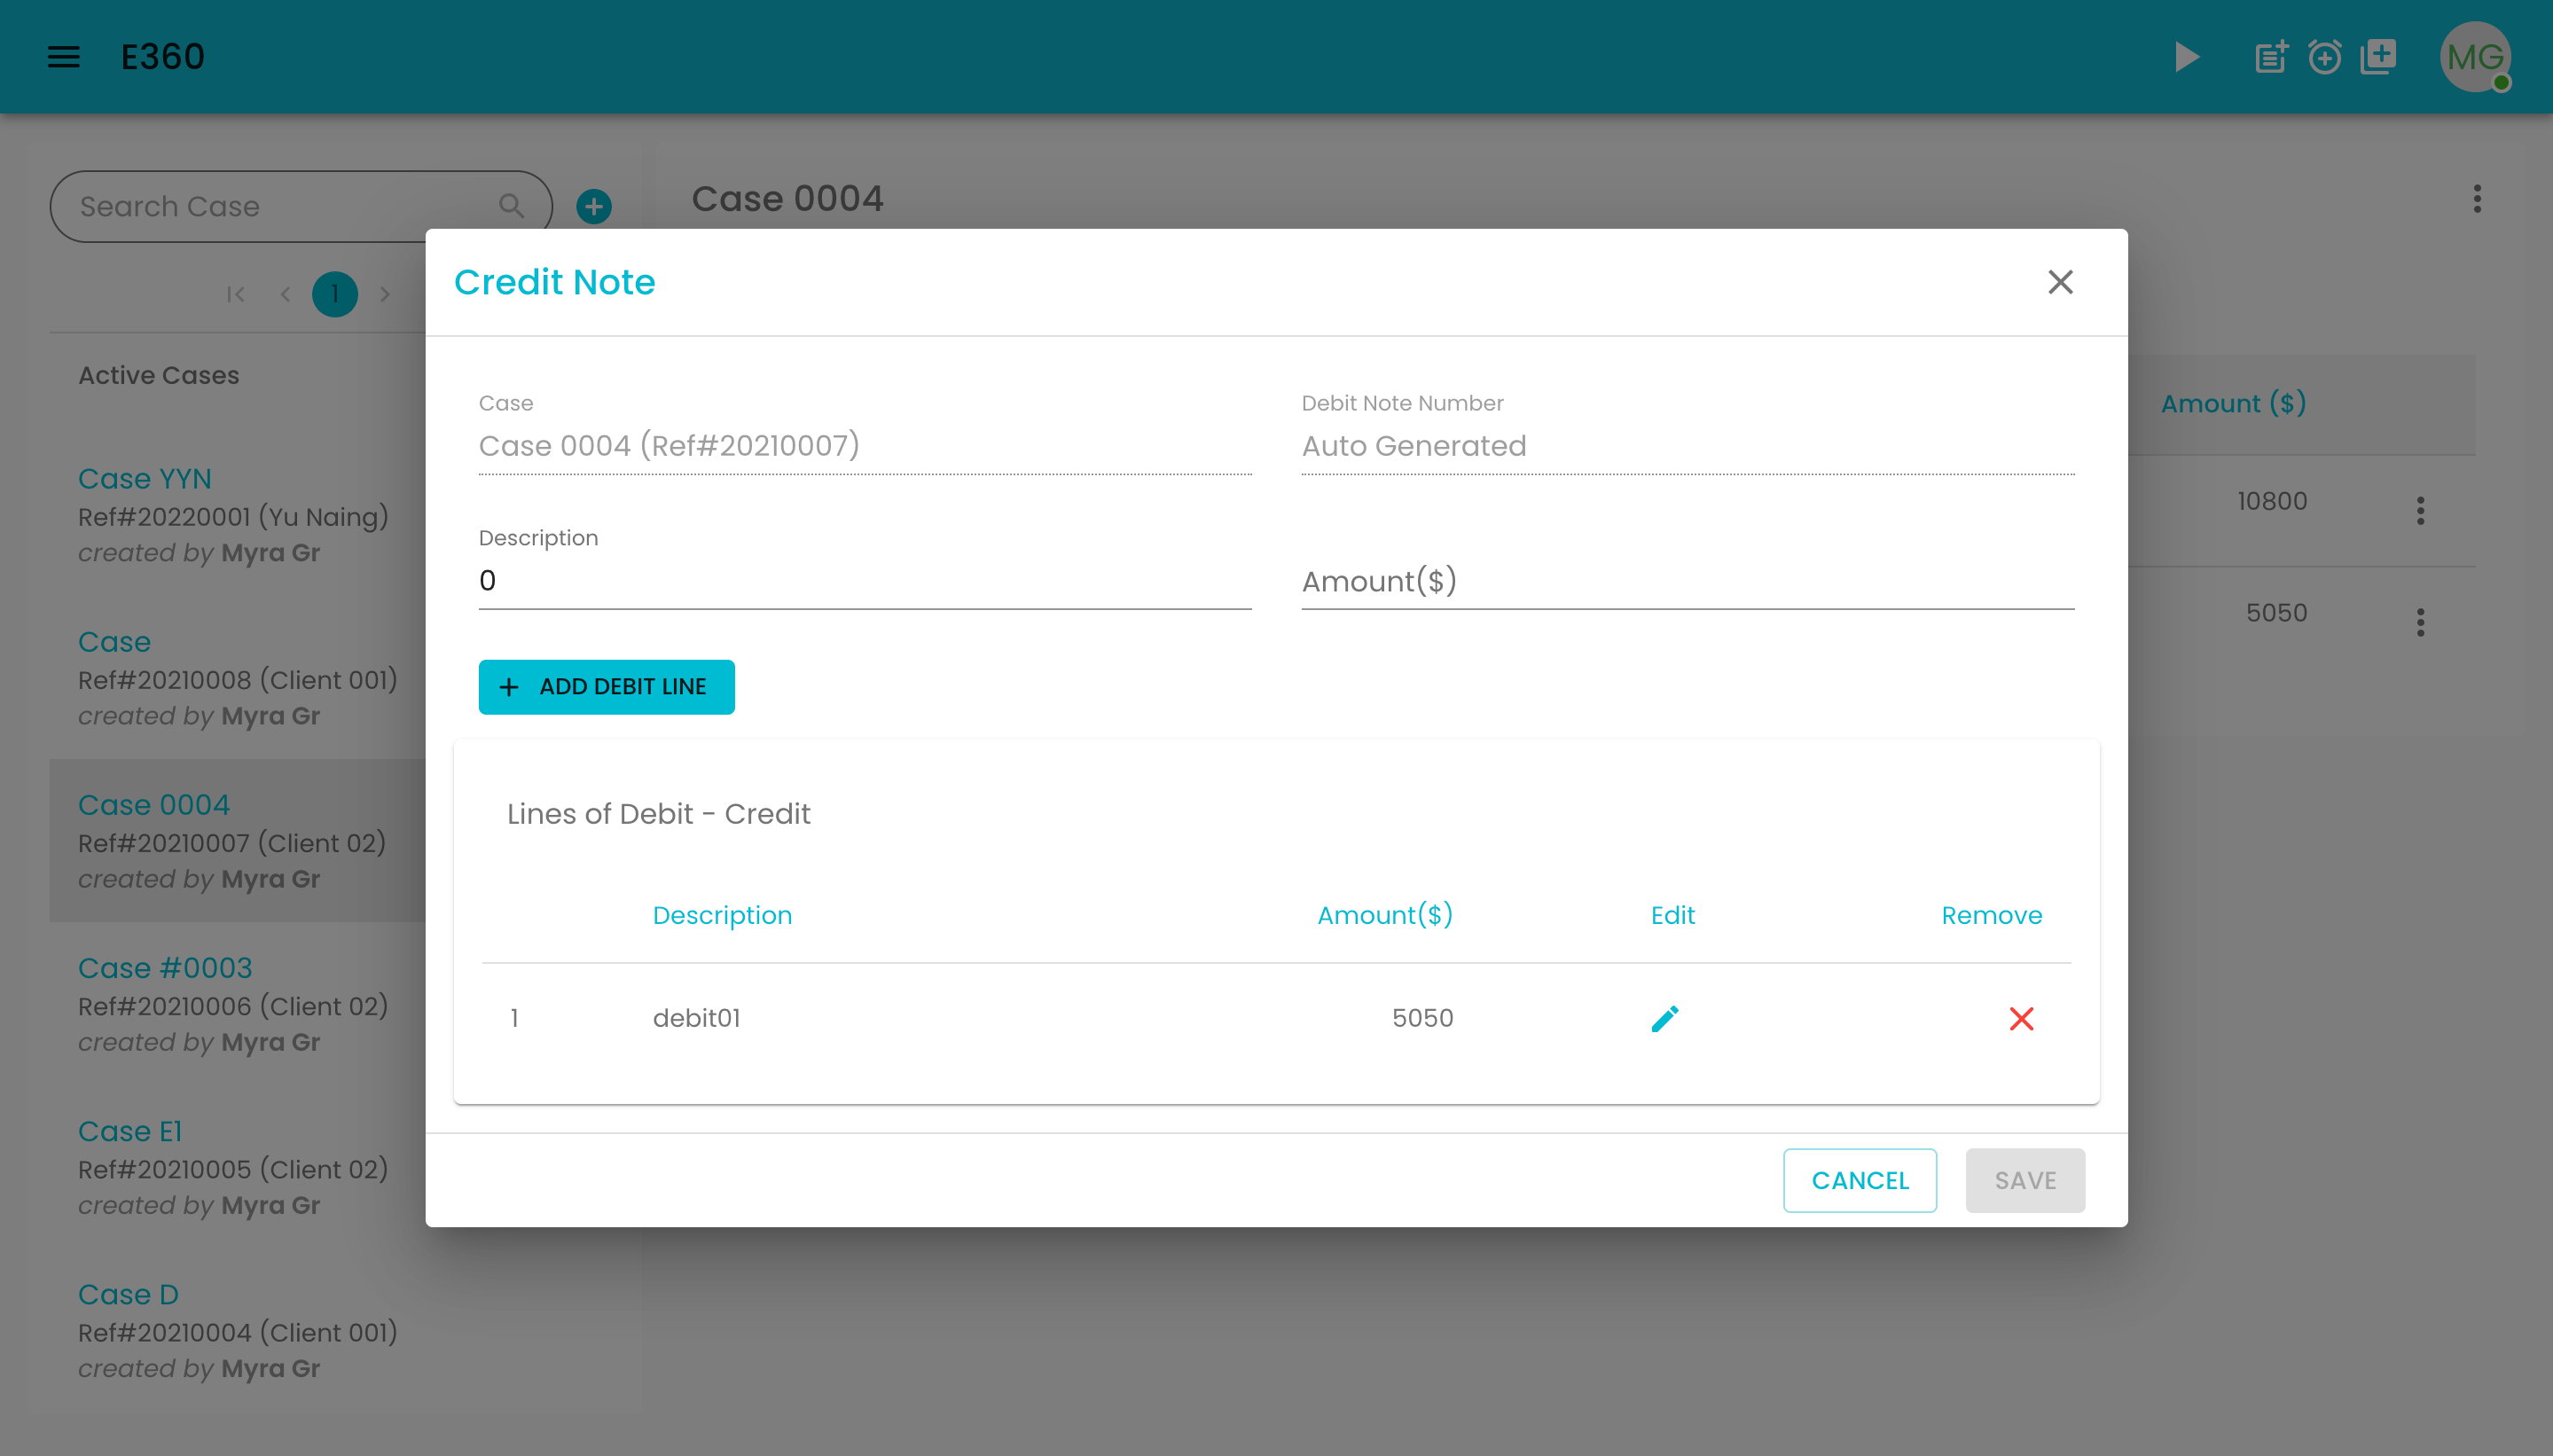 E360
MG
Search Case
1
Active Cases
Case YYN
Ref#20220001 (Yu Naing)
created by Myra Gr
Case
Ref#20210008 (Client 001)
created by Myra Gr
Case 0004
Ref#20210007 (Client 02)
created by Myra Gr
Case #0003
Ref#20210006 (Client 02)
created by Myra Gr
Case E1
Ref#20210005 (Client 02)
created by Myra Gr
Case D
Ref#20210004 (Client 001)
created by Myra Gr
Case 0004
Amount ($)
10800
5050
Credit Note
Case
Case 0004 (Ref#20210007)
Debit Note Number
Auto Generated
Description
0
Amount($)
ADD DEBIT LINE
Lines of Debit - Credit
Description Amount($) Edit Remove
1 debit01 5050
CANCEL SAVE